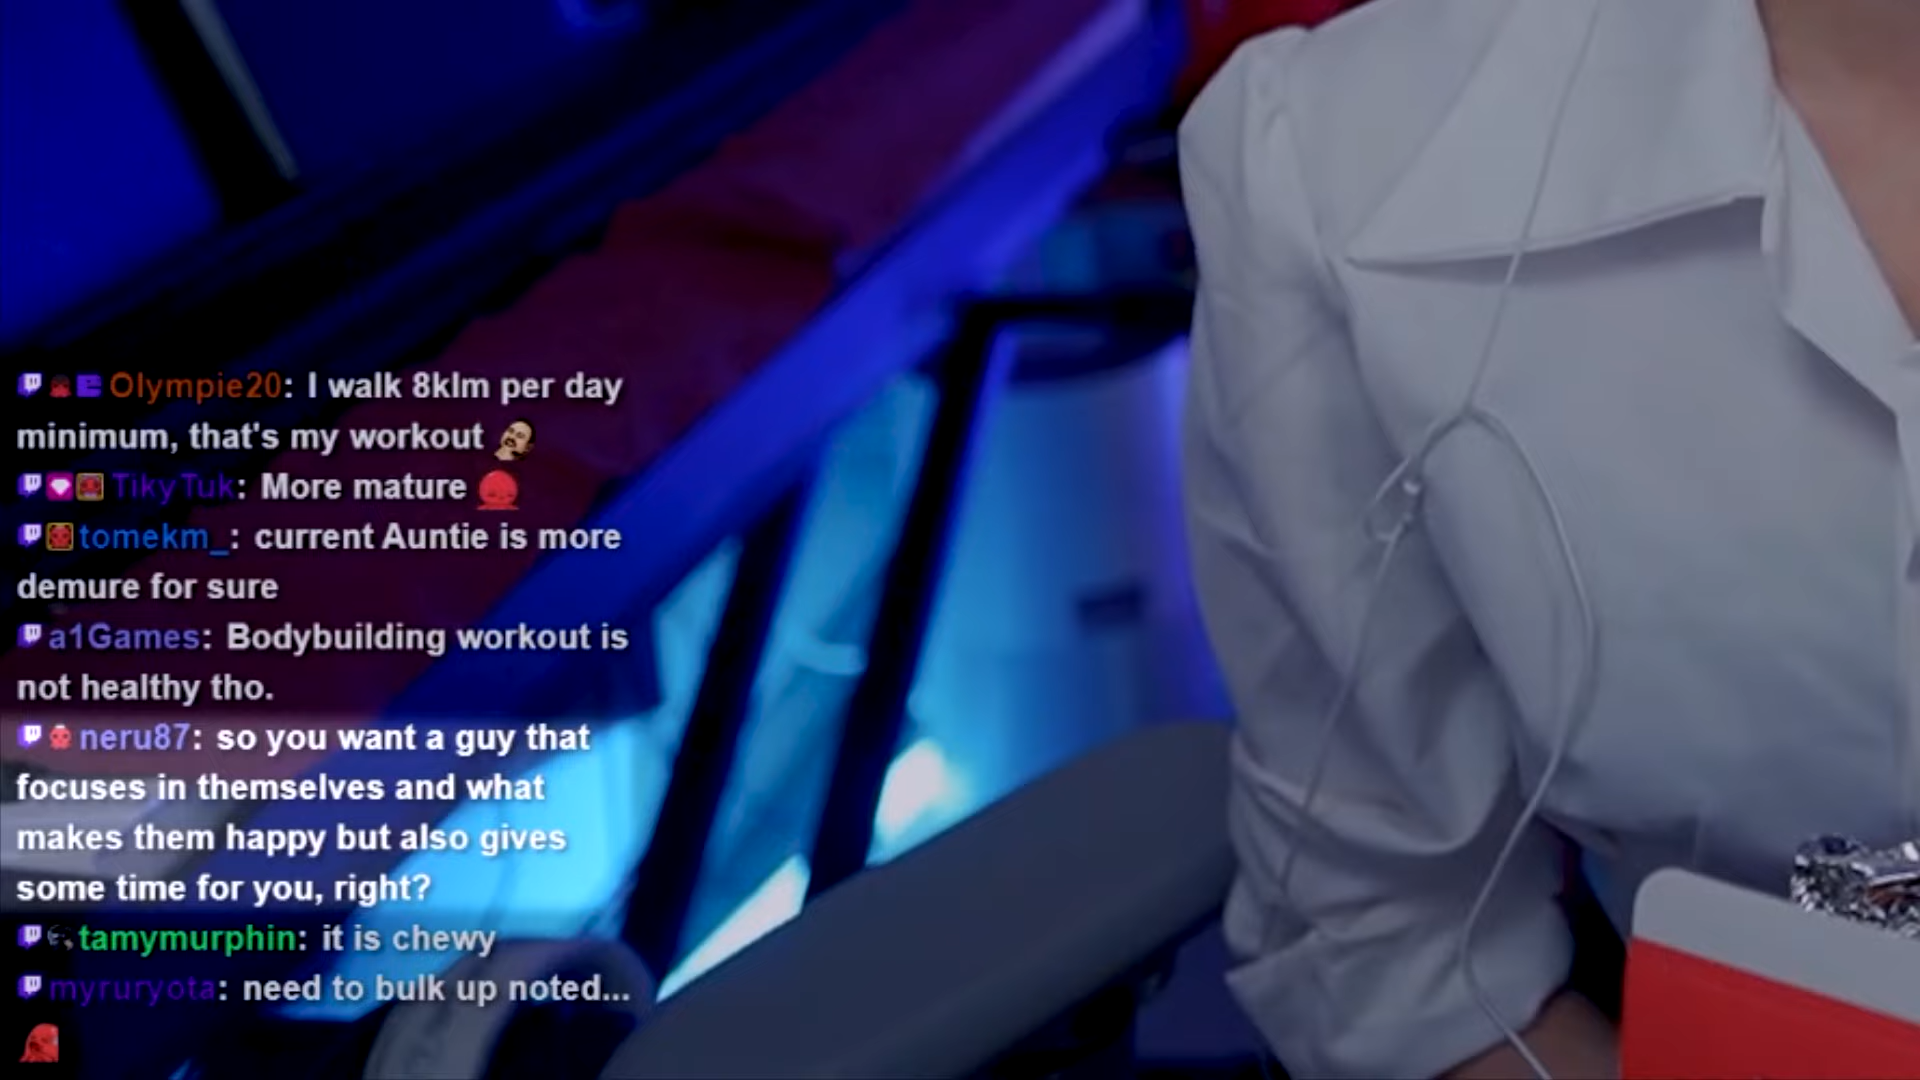 Olympie20: I walk 8klm per day
minimum, that's my workout
TikyTuk: More mature
tomekm_: current Auntie is more
demure for sure
a1Games: Bodybuilding workout is
not healthy tho.
neru87: so you want a guy that
focuses in themselves and what
makes them happy but also gives
some time for you, right?
tamymurphin: it is chewy
myruryota: need to bulk up noted...